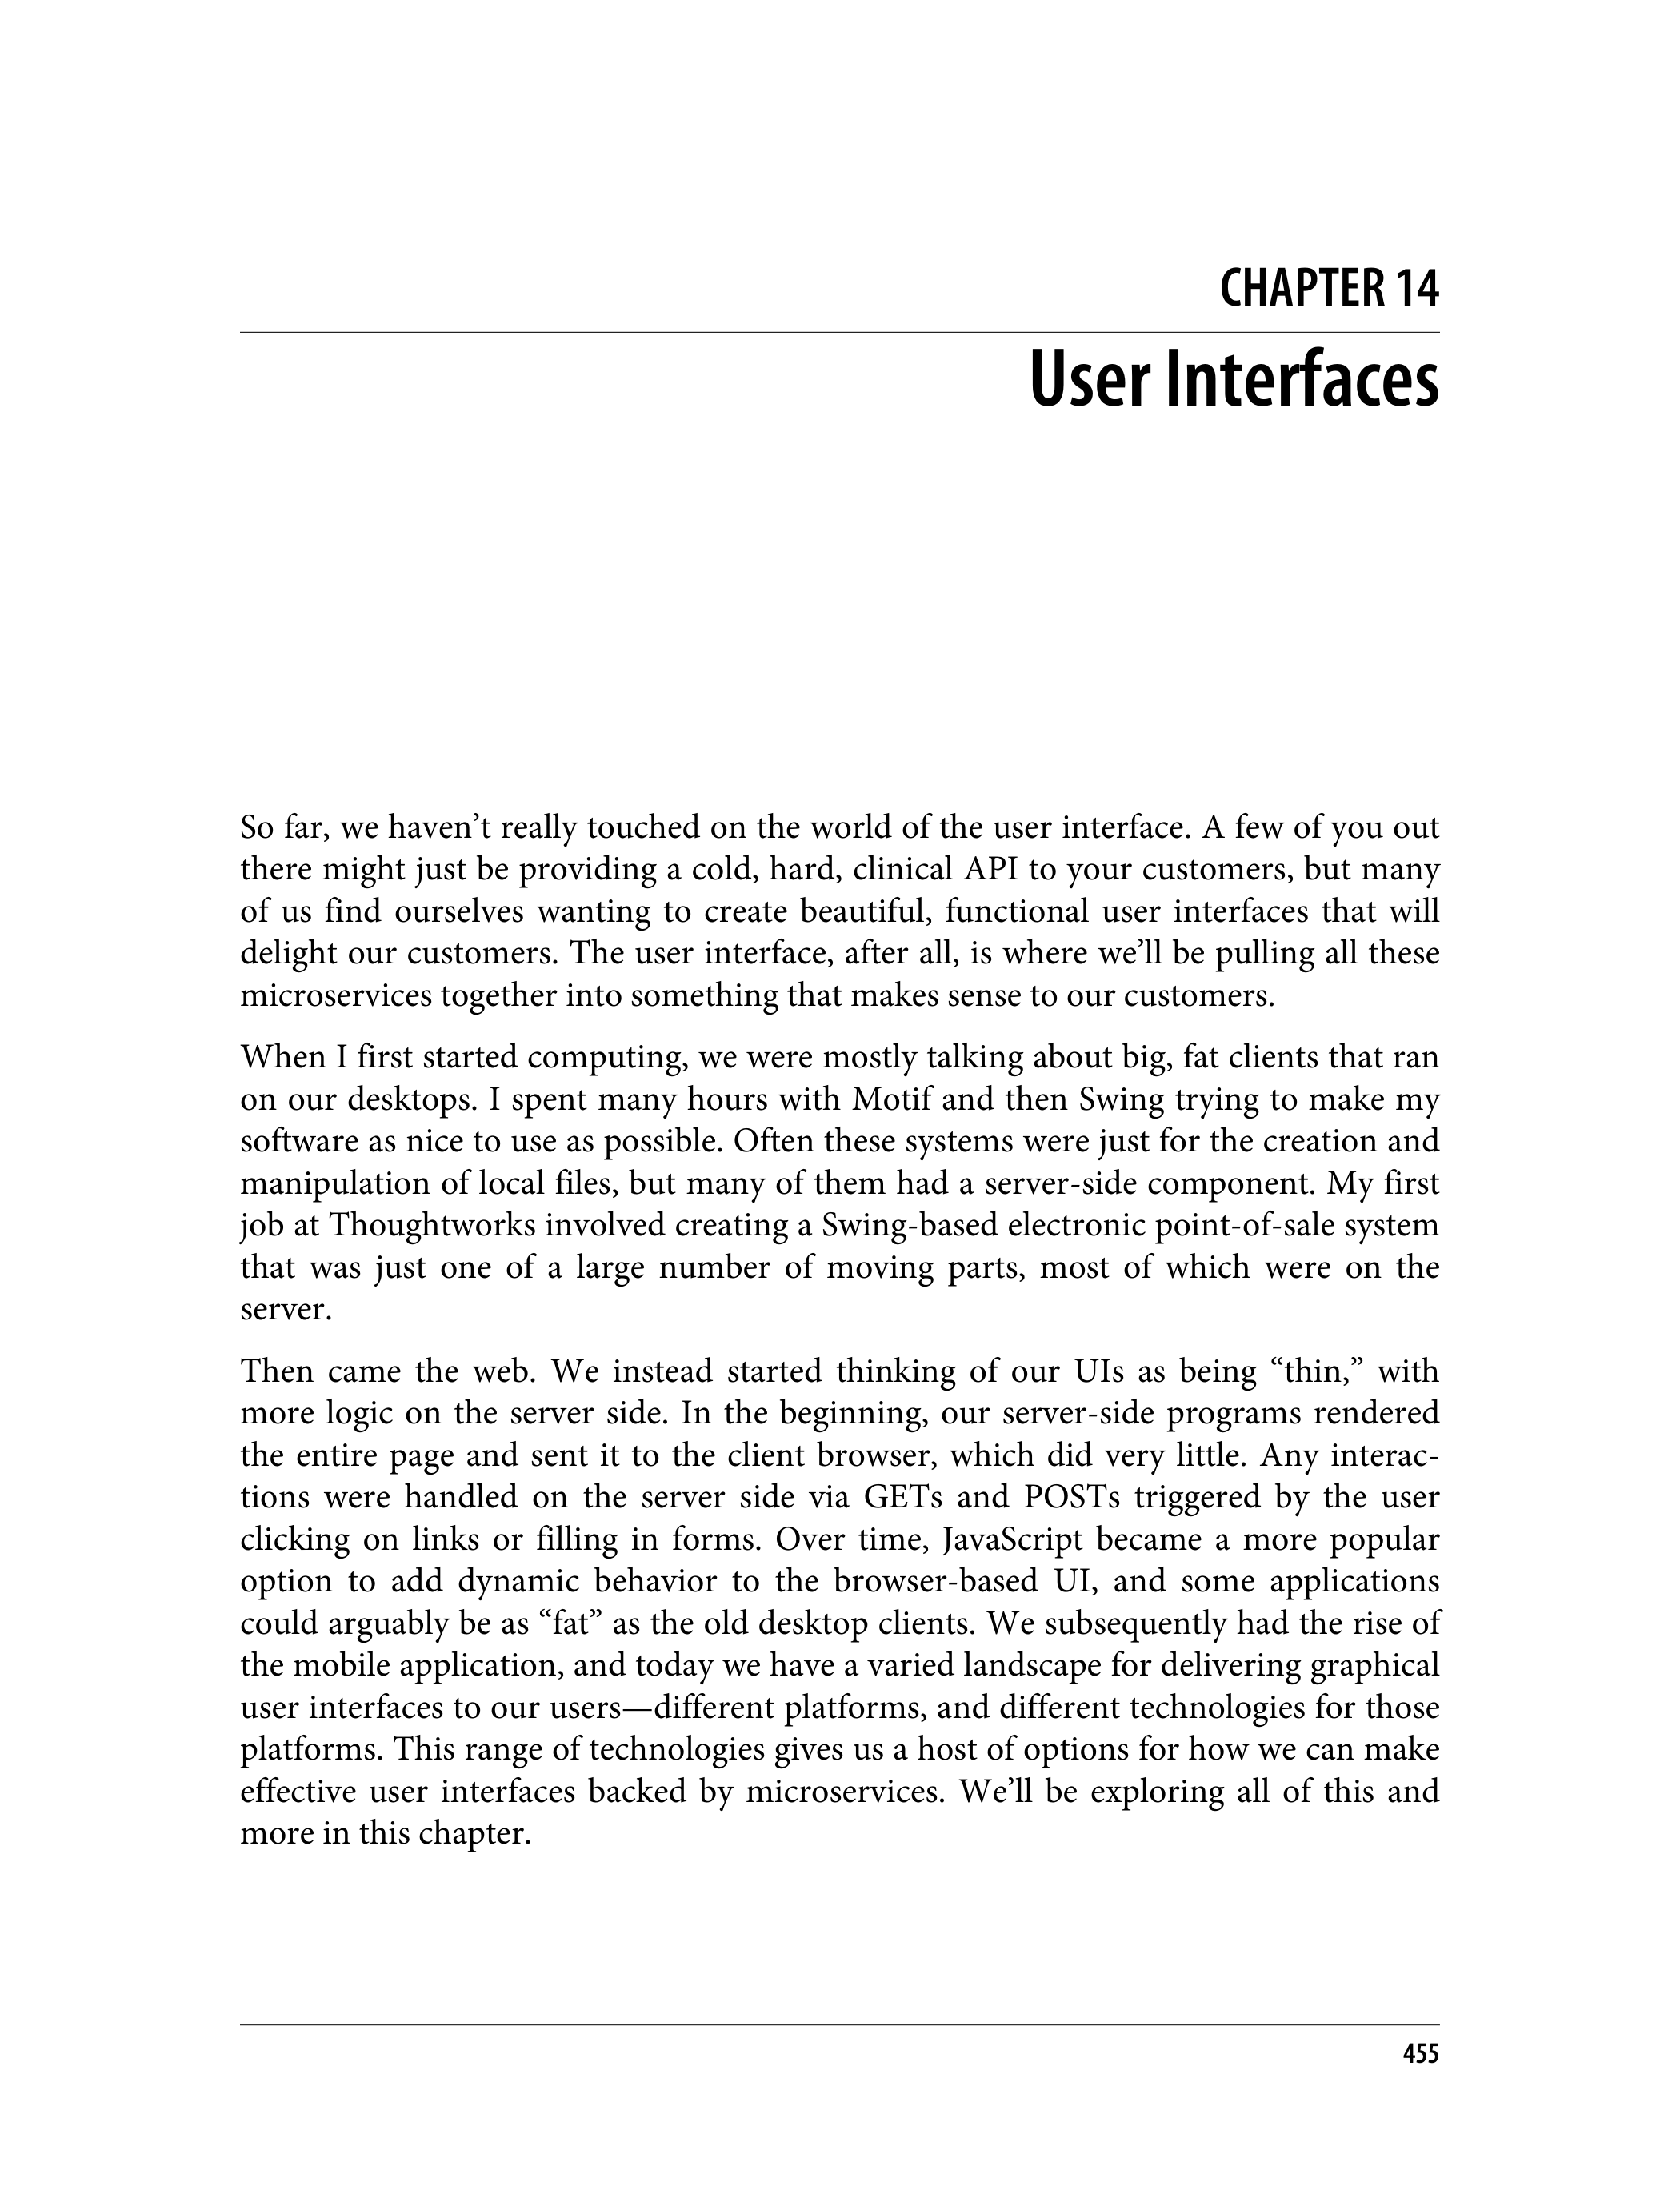 CHAPTER 14
User Interfaces
So far, we haven’t really touched on the world of the user interface. A few of you out
there might just be providing a cold, hard, clinical API to your customers, but many
of us find ourselves wanting to create beautiful, functional user interfaces that will
delight our customers. The user interface, after all, is where we’ll be pulling all these
microservices together into something that makes sense to our customers.
When I first started computing, we were mostly talking about big, fat clients that ran
on our desktops. I spent many hours with Motif and then Swing trying to make my
software as nice to use as possible. Often these systems were just for the creation and
manipulation of local files, but many of them had a server-side component. My first
job at Thoughtworks involved creating a Swing-based electronic point-of-sale system
that was just one of a large number of moving parts, most of which were on the
server.
Then came the web. We instead started thinking of our UIs as being “thin,” with
more logic on the server side. In the beginning, our server-side programs rendered
the entire page and sent it to the client browser, which did very little. Any interac-
tions were handled on the server side via GETs and POSTs triggered by the user
clicking on links or filling in forms. Over time, JavaScript became a more popular
option to add dynamic behavior to the browser-based UI, and some applications
could arguably be as “fat” as the old desktop clients. We subsequently had the rise of
the mobile application, and today we have a varied landscape for delivering graphical
user interfaces to our users—different platforms, and different technologies for those
platforms. This range of technologies gives us a host of options for how we can make
effective user interfaces backed by microservices. We’ll be exploring all of this and
more in this chapter.
455